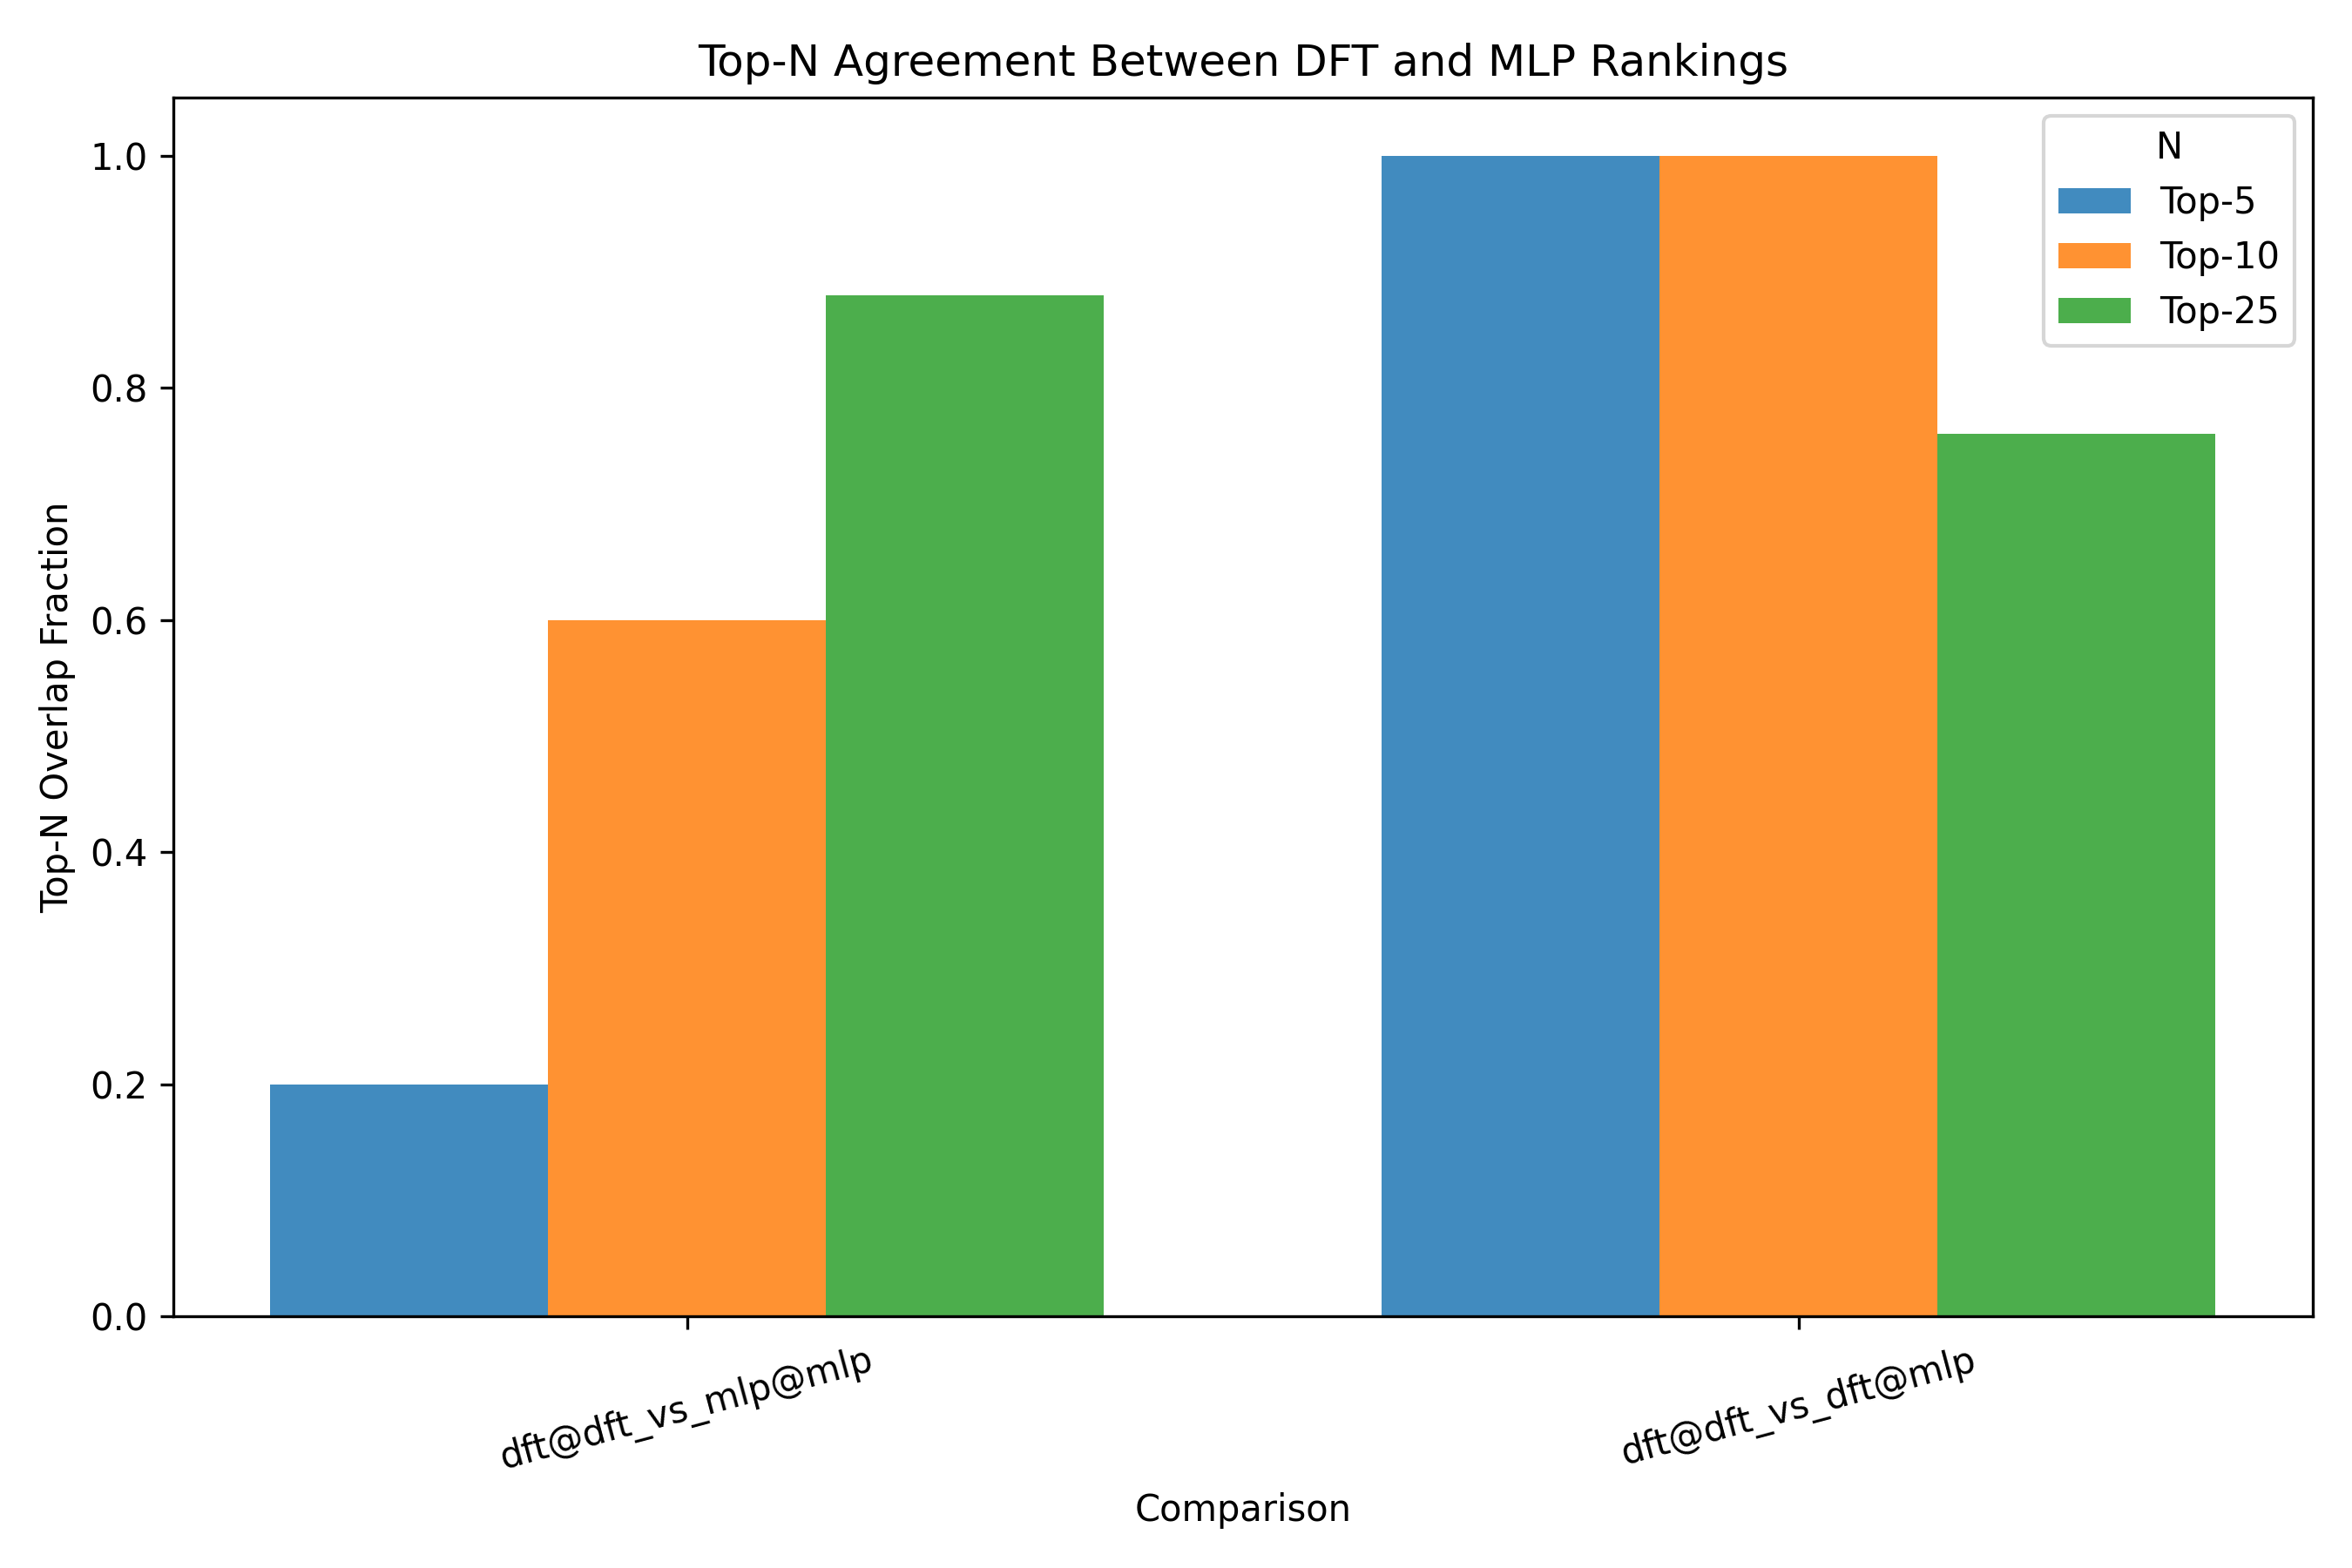 Top-N Agreement Between DFT and MLP Rankings
Top-N Overlap Fraction
1.0
0.8
0.6
0.4
0.2
0.0
N
Top-5
Top-10
Top-25
dft@dft_vs_mlp@mlp
dft@dft_vs_dft@mlp
Comparison